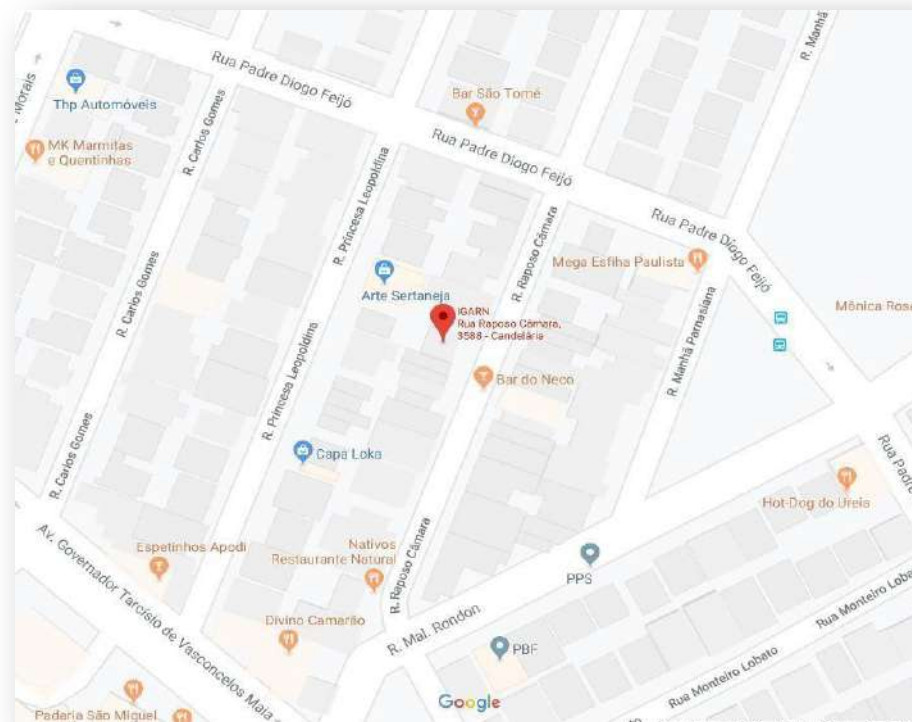 Morais
R. Manhã
Rua Padre Diogo Feijó
Bar São Tomé
Thp Automóveis
R. Carlos Gomes
MK Marmitas
e Quentinhas
Rua Padre Diogo Feijó
R. Princesa Leopoldina
Rua Padre Diogo Feijó
R. Raposo Câmara
Mega Esfiha Paulista
Arte Sertaneja
IGARN
Rua Raposo Câmara,
3588 - Candelária
Mônica Rosa
R. Carlos Gomes
R. Manhã Parnasiana
Bar do Neco
R. Princesa Leopoldina
Capa Loka
R. Carlos Gomes
Rua Padre
Hot-Dog do Ureia
Av. Governador Tarcísio de Vasconcelos Maia
Espetinhos Apodi
Nativos
Restaurante Natural
R. Raposo Câmara
PPS
Divino Camarão
R. Mal. Rondon
PBF
Rua Monteiro Lobato
Rua Monteiro Lobato
Google
Padaria São Miguel